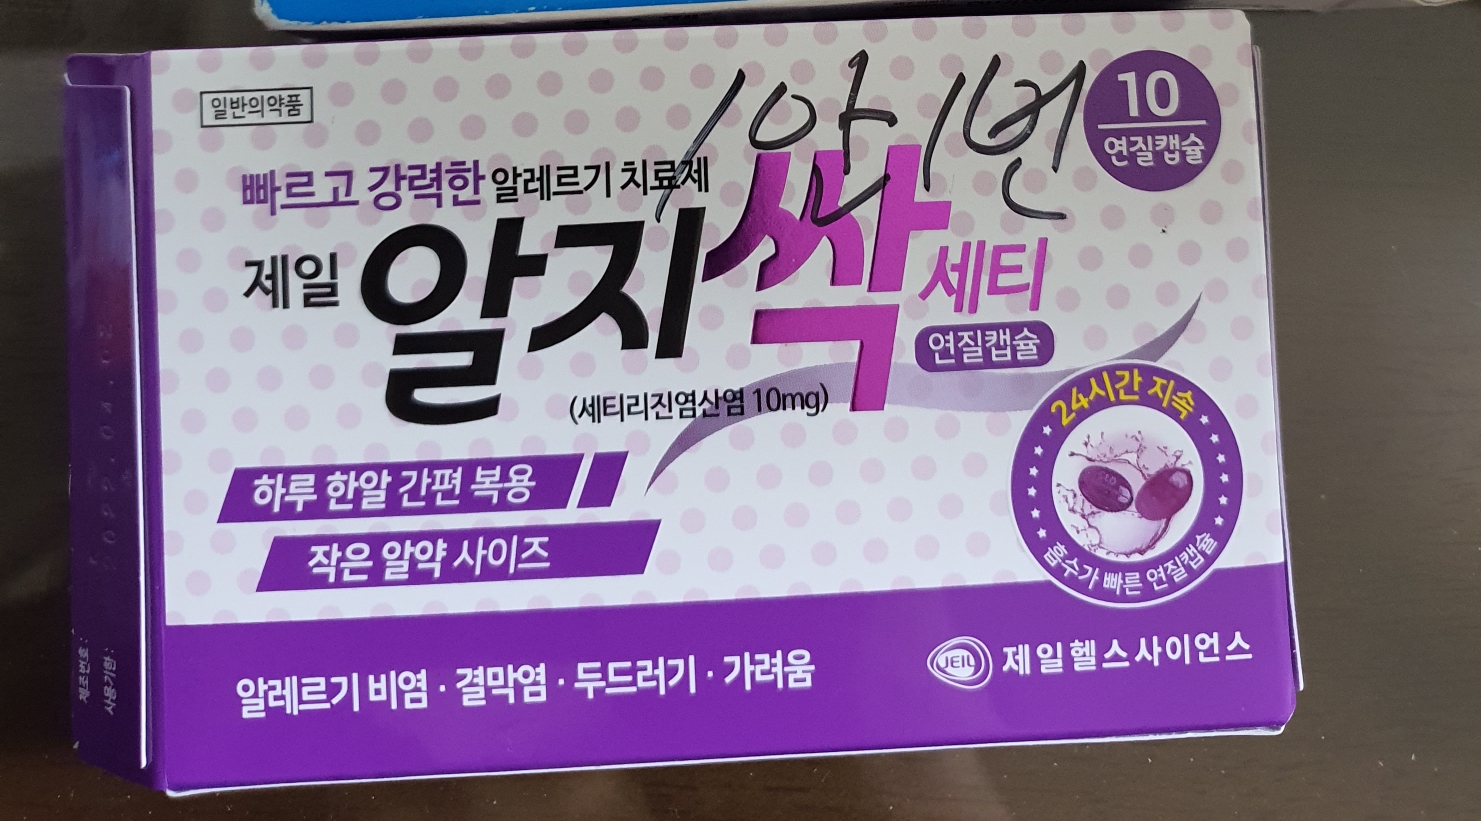 일반의약품
1알 1번
10
연질캡슐
빠르고 강력한 알레르기 치료제
제일 알지싹 세티
연질캡슐
(세티리진염산염 10mg)
24시간 지속
흡수가 빠른 연질캡슐
하루 한알 간편 복용
작은 알약 사이즈
알레르기 비염 · 결막염 · 두드러기 · 가려움
JEIL 제일헬스사이언스
제조번호 :
사용기한 :